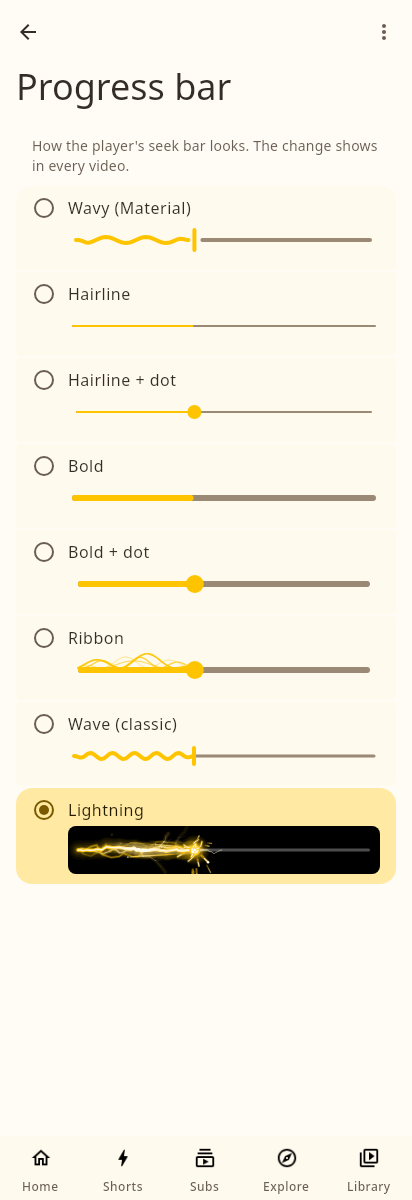 Progress bar
How the player's seek bar looks. The change shows
in every video.
Wavy (Material)
Hairline
Hairline + dot
Bold
Bold + dot
Ribbon
Wave (classic)
Lightning
Home Shorts Subs Explore Library